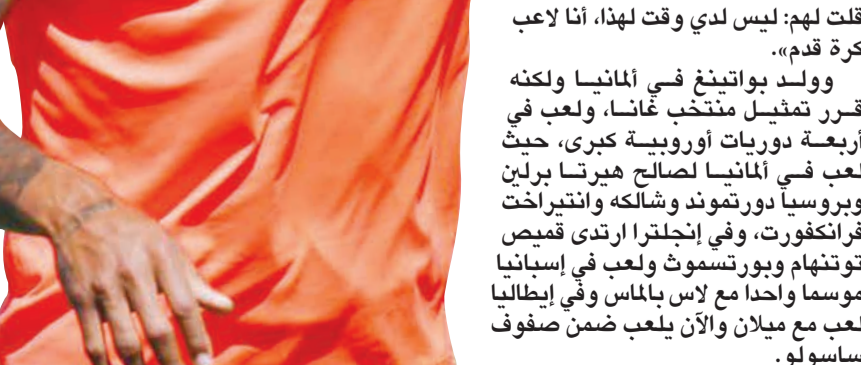 قلت لهم: ليس لدي وقت لهذا، أنا لاعب
كرة قدم».
وولد بواتينغ في ألمانيا ولكنه
قرر تمثيل منتخب غانا، ولعب في
أربعة دوريات أوروبية كبرى، حيث
لعب في ألمانيا لصالح هيرتا برلين
وبروسيا دورتموند وشالكه وانتيراخت
فرانكفورت، وفي إنجلترا ارتدى قميص
توتنهام وبورتسموث ولعب في إسبانيا
موسما واحدا مع لاس بالماس وفي إيطاليا
لعب مع ميلان والآن يلعب ضمن صفوف
ساسولو.